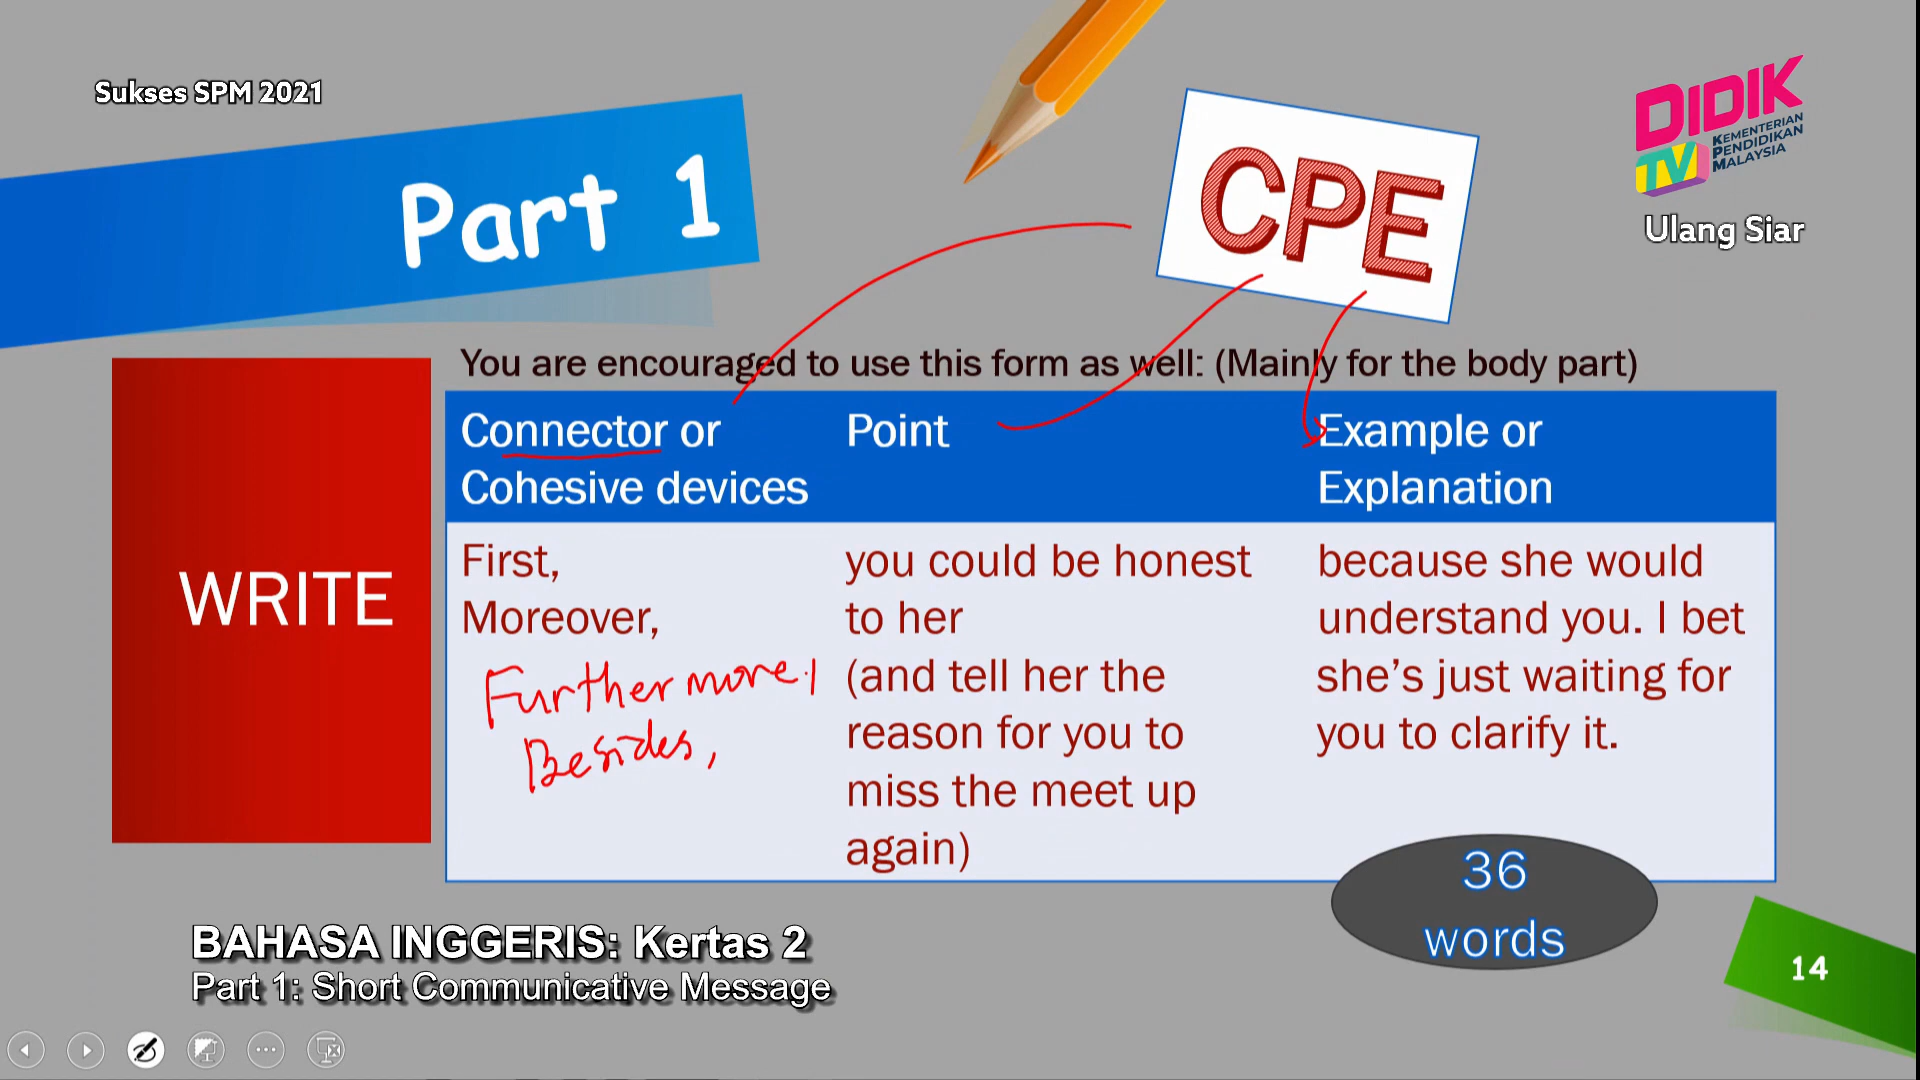 Sukses SPM 2021
Part 1
CPE
DIDIK
TV
KEMENTERIAN
PENDIDIKAN
MALAYSIA
Ulang Siar
You are encouraged to use this form as well: (Mainly for the body part)
WRITE
Connector or
Cohesive devices
Point
Example or
Explanation
First,
Moreover,
Furthermore,
Besides,
you could be honest
to her
(and tell her the
reason for you to
miss the meet up
again)
because she would
understand you. I bet
she's just waiting for
you to clarify it.
36
words
BAHASA INGGERIS: Kertas 2
Part 1: Short Communicative Message
14